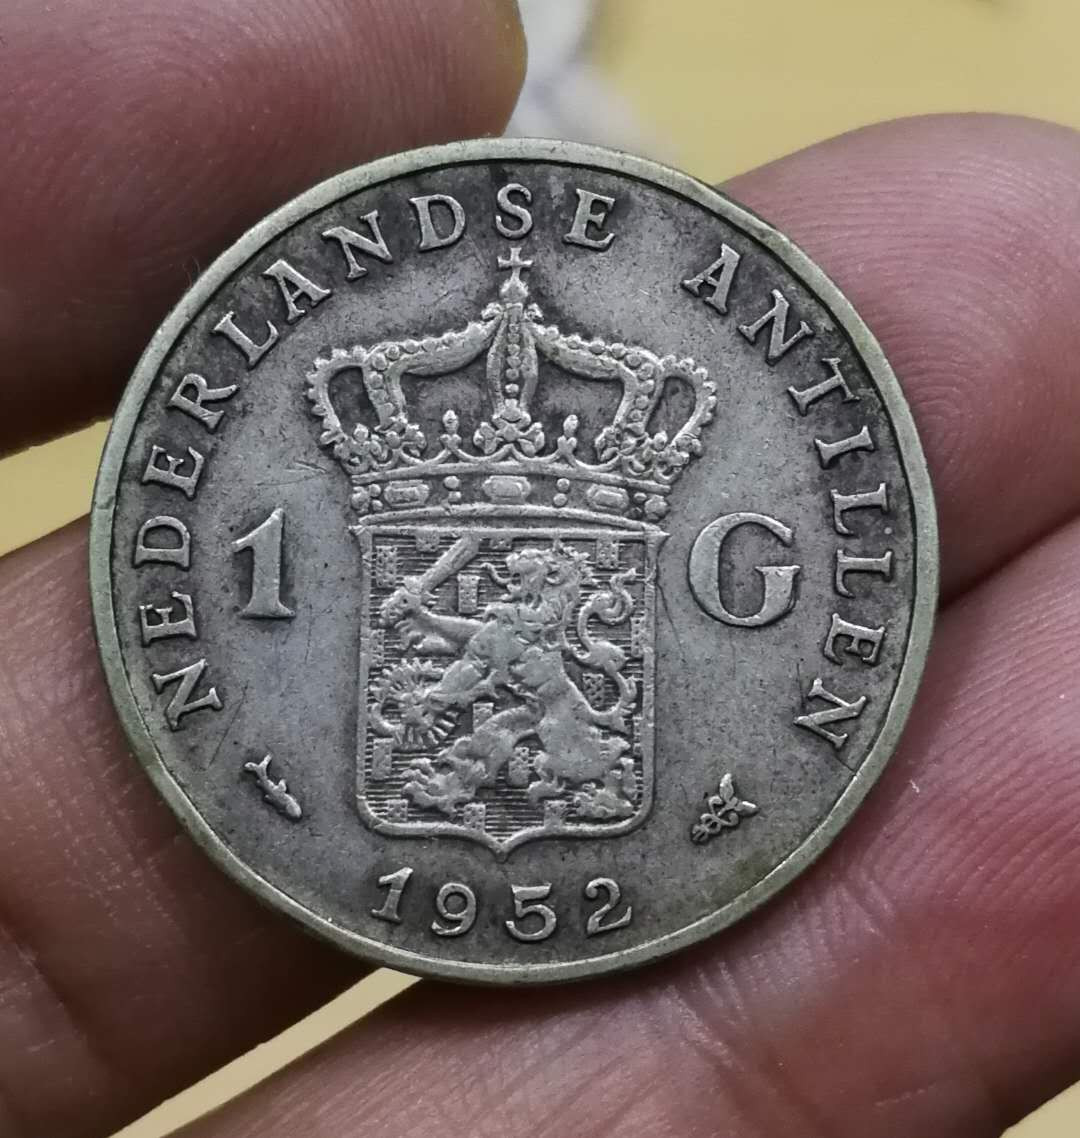 NEDERLANDSE ANTILLEN
1 G
1952